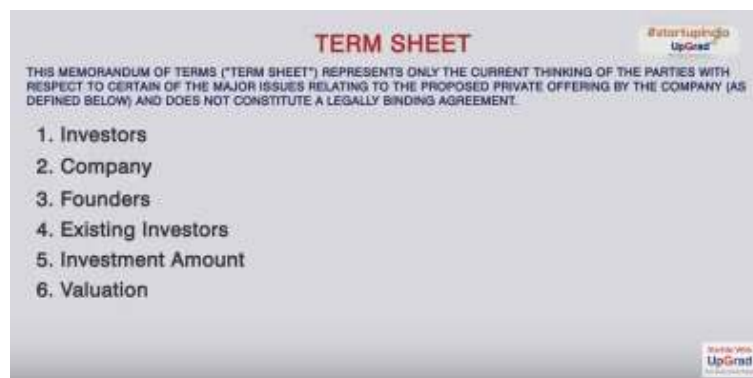 TERM SHEET
#startupindia
UpGrad
THIS MEMORANDUM OF TERMS ("TERM SHEET") REPRESENTS ONLY THE CURRENT THINKING OF THE PARTIES WITH
RESPECT TO CERTAIN OF THE MAJOR ISSUES RELATING TO THE PROPOSED PRIVATE OFFERING BY THE COMPANY (AS
DEFINED BELOW) AND DOES NOT CONSTITUTE A LEGALLY BINDING AGREEMENT.
1. Investors
2. Company
3. Founders
4. Existing Investors
5. Investment Amount
6. Valuation
UpGrad